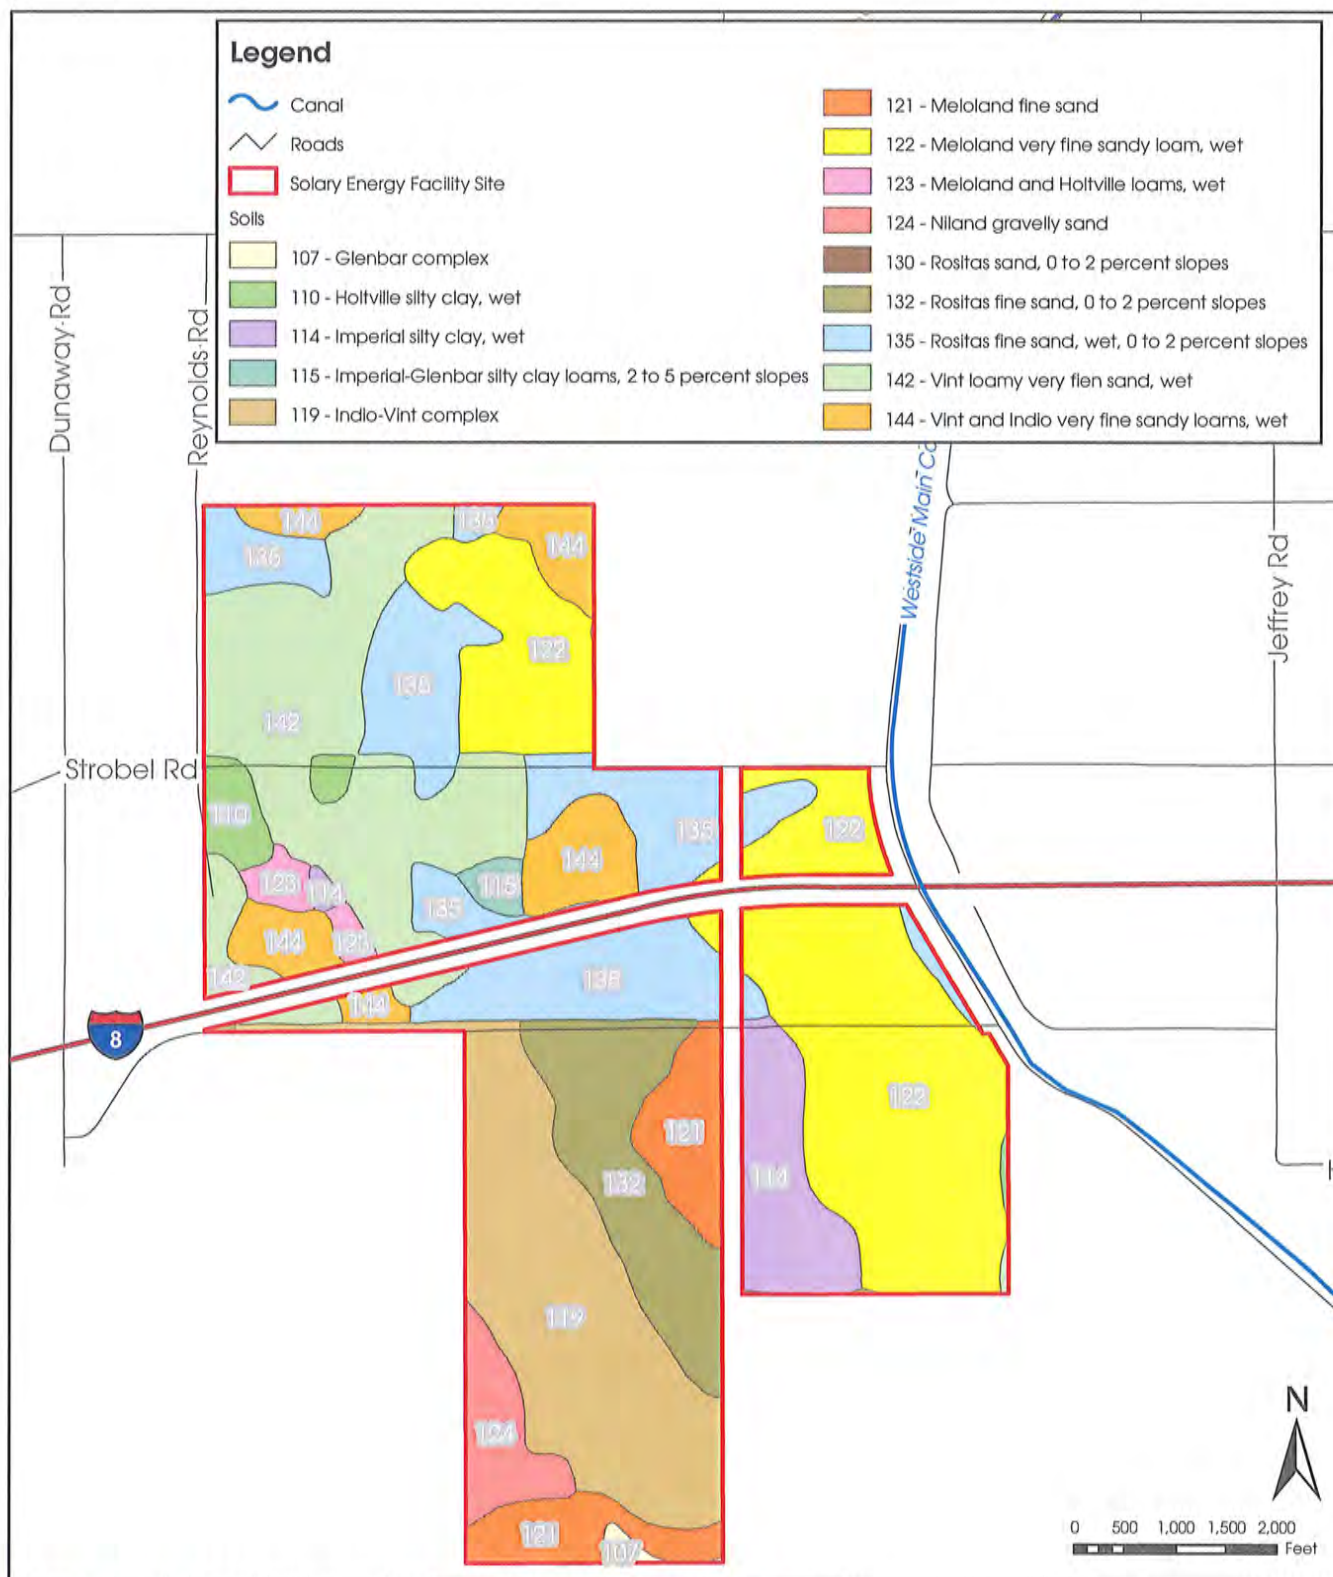 Legend
Canal
Roads
Solary Energy Facility Site
Soils
107 - Glenbar complex
110 - Holtville silty clay, wet
114 - Imperial silty clay, wet
115 - Imperial-Glenbar silty clay loams, 2 to 5 percent slopes
119 - Indio-Vint complex
121 - Meloland fine sand
122 - Meloland very fine sandy loam, wet
123 - Meloland and Holtville loams, wet
124 - Niland gravelly sand
130 - Rositas sand, 0 to 2 percent slopes
132 - Rositas fine sand, 0 to 2 percent slopes
135 - Rositas fine sand, wet, 0 to 2 percent slopes
142 - Vint loamy very fien sand, wet
144 - Vint and Indio very fine sandy loams, wet
Dunaway Rd
Reynolds Rd
Westside Main
Jeffrey Rd
Strobel Rd
144
135
135
144
122
135
142
110
123
114
144
123
142
144
135
115
144
135
122
135
8
122
121
132
114
119
124
121
107
N
0 500 1,000 1,500 2,000
Feet